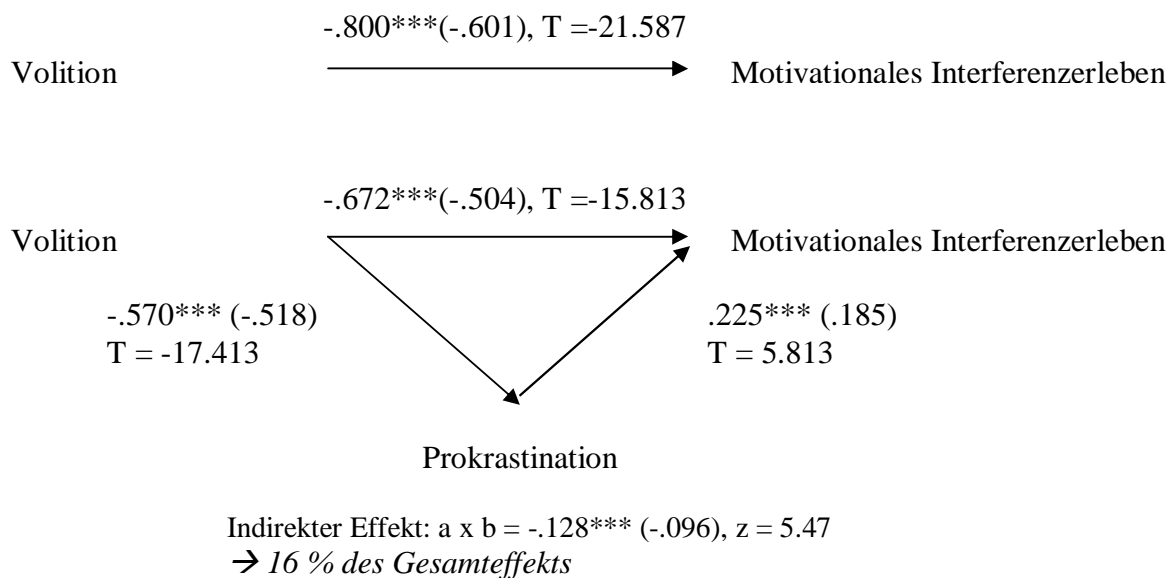 -.800***(-.601), T =-21.587
Volition Motivationales Interferenzerleben
-.672***(-.504), T =-15.813
Volition Motivationales Interferenzerleben
-.570*** (-.518) .225*** (.185)
T = -17.413 T = 5.813
Prokrastination
Indirekter Effekt: a x b = -.128*** (-.096), z = 5.47
→ 16 % des Gesamteffekts